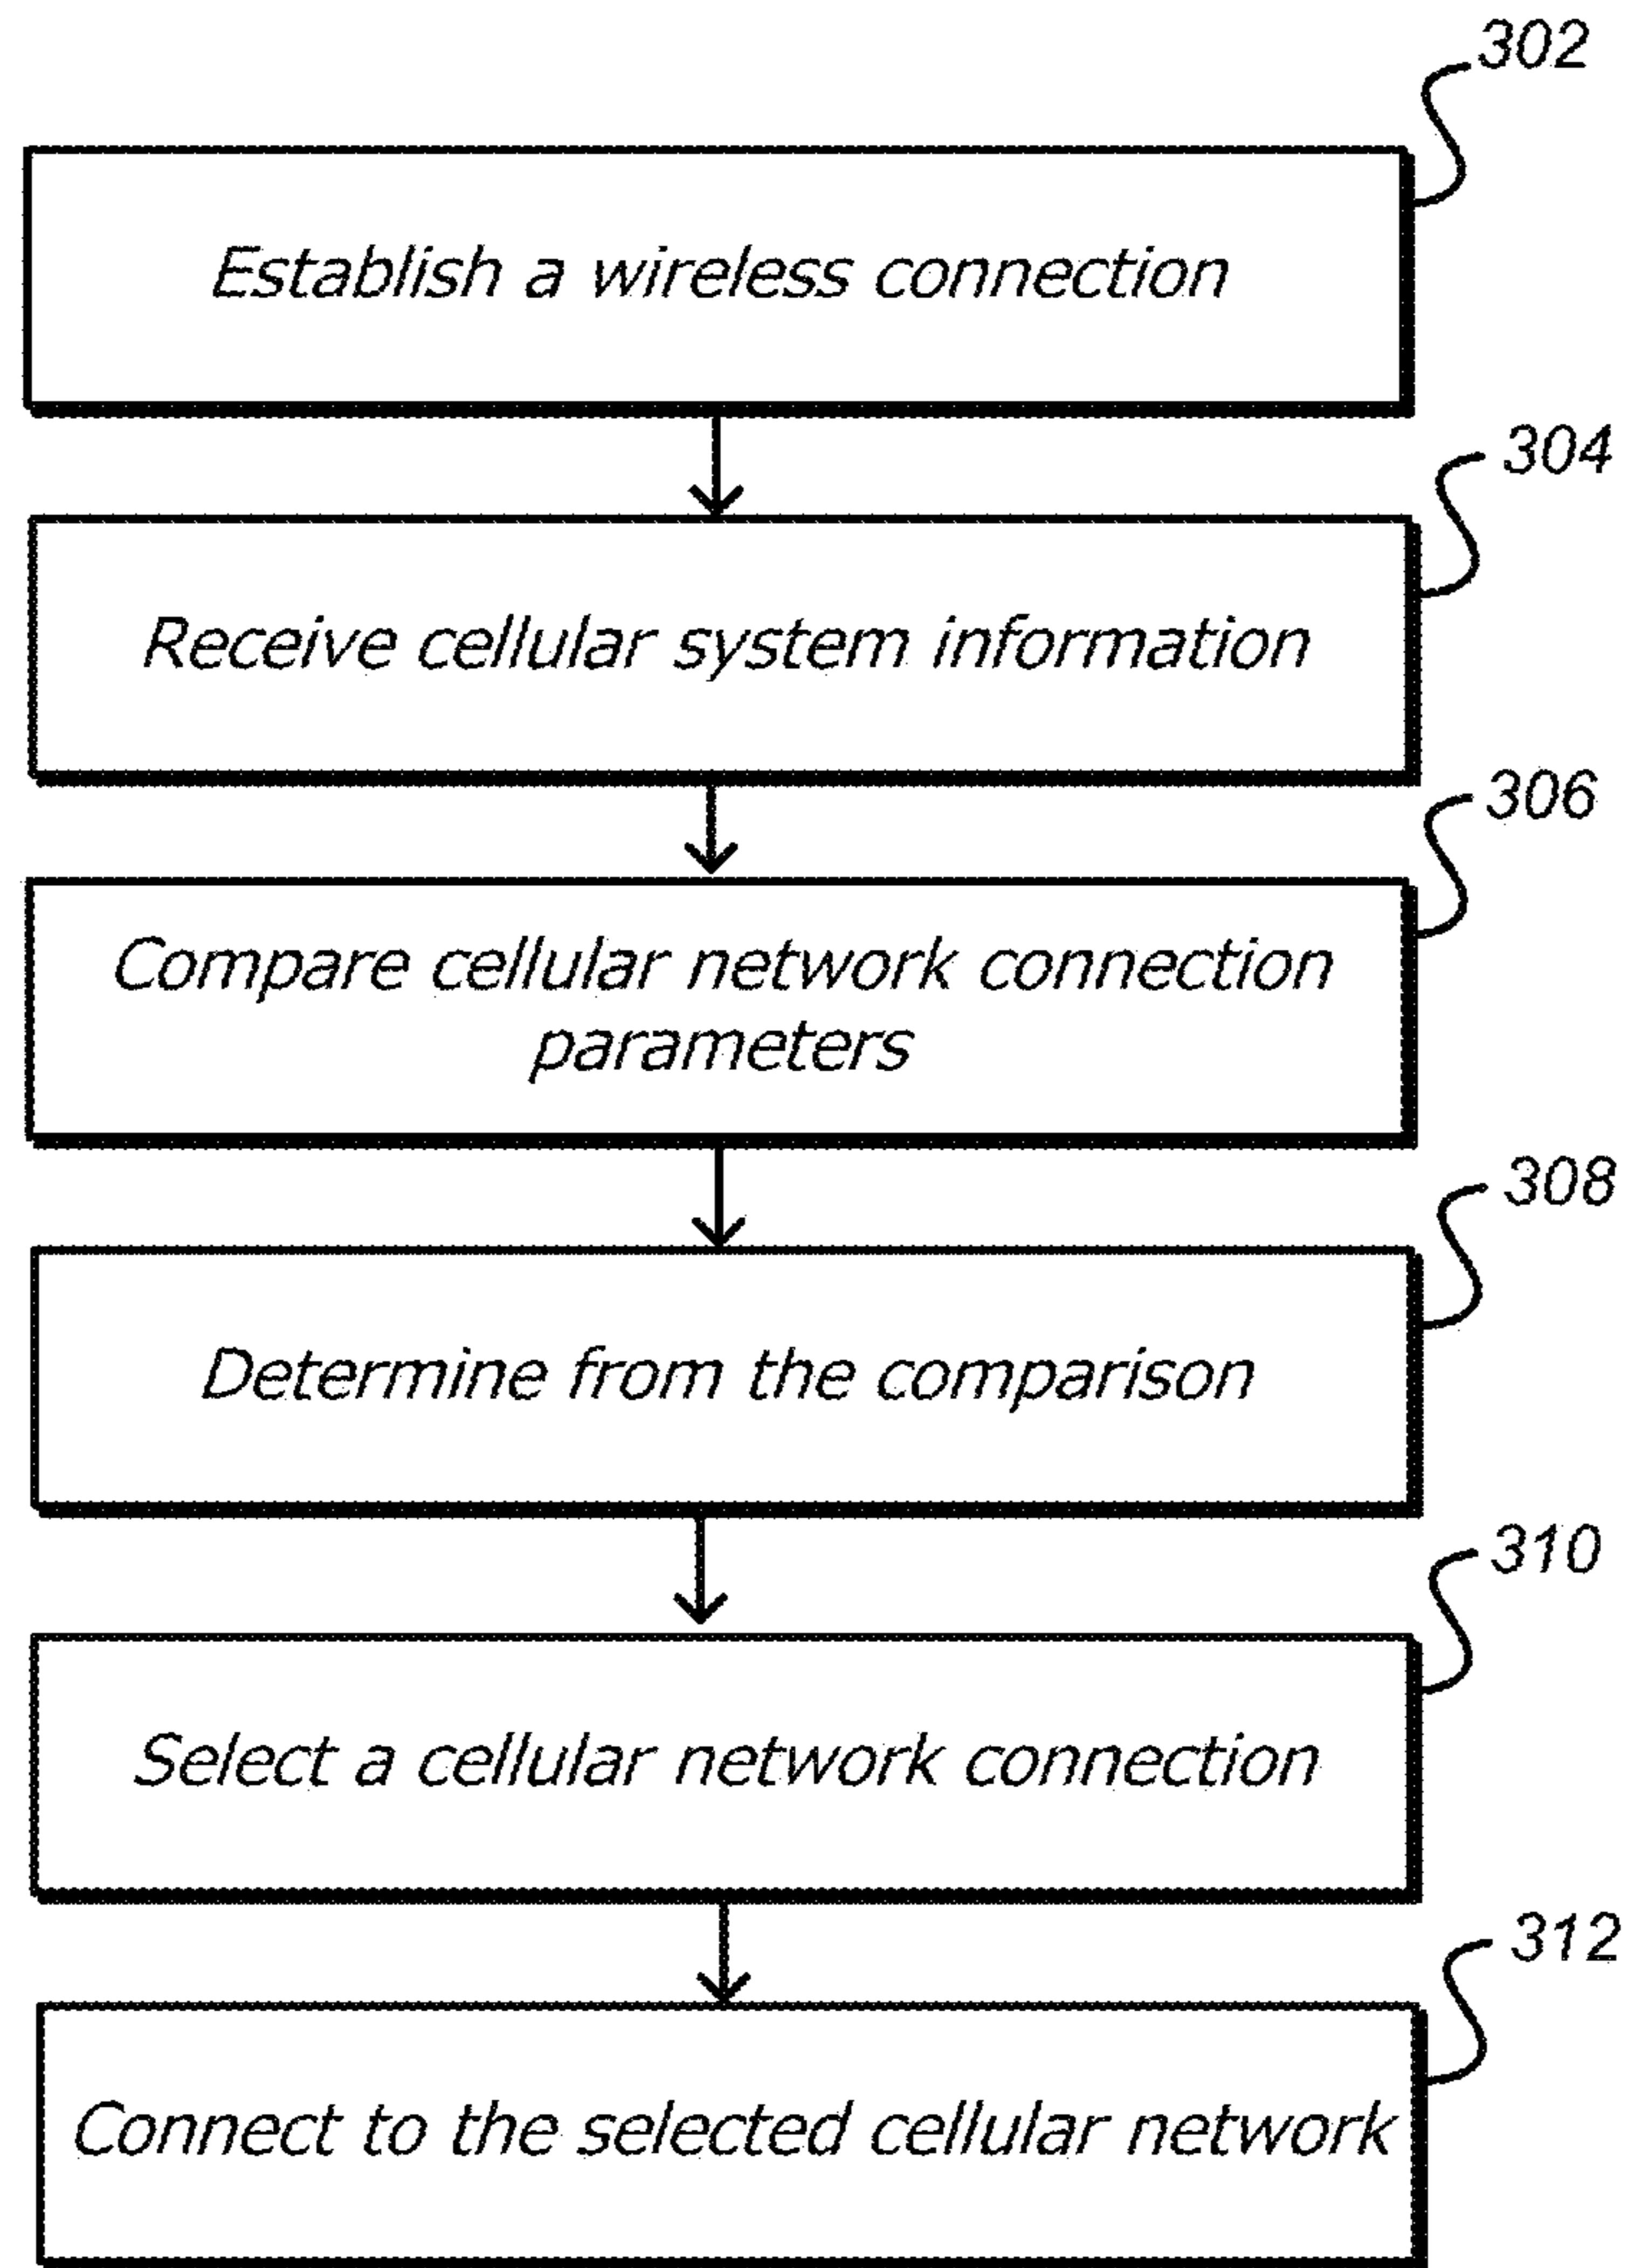 302
Establish a wireless connection
304
Receive cellular system information
306
Compare cellular network connection
parameters
308
Determine from the comparison
310
Select a cellular network connection
312
Connect to the selected cellular network